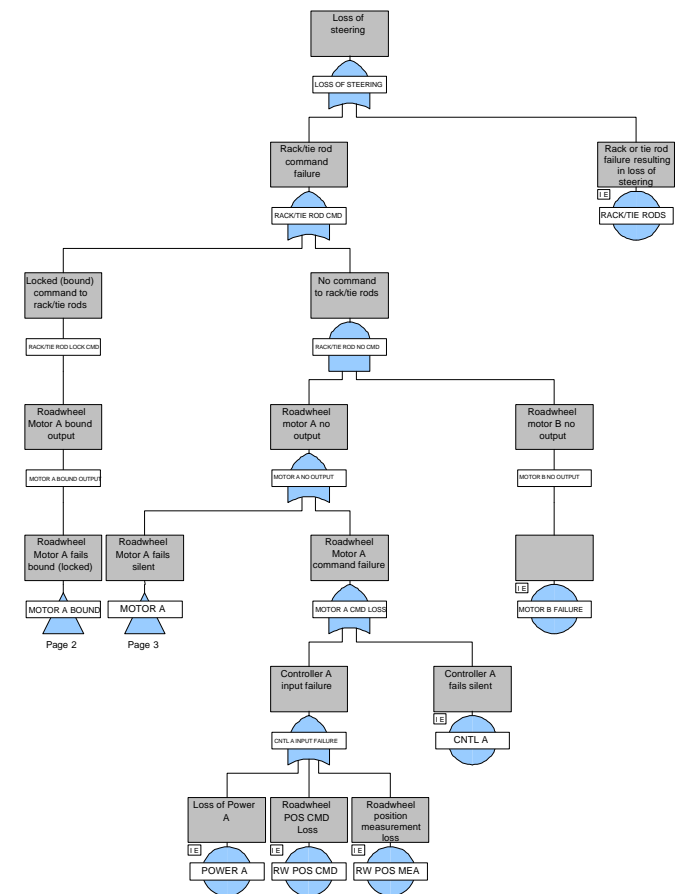 Loss of
steering
LOSS OF STEERING
Rack/tie rod
command
failure
RACK/TIE ROD CMD
Rack or tie rod
failure resulting
in loss of
steering
I E
RACK/TIE RODS
Locked (bound)
command to
rack/tie rods
RACK/TIE ROD LOCK CMD
No command
to rack/tie rods
RACK/TIE ROD NO CMD
Roadwheel
Motor A bound
output
MOTOR A BOUND OUTPUT
Roadwheel
motor A no
output
MOTOR A NO OUTPUT
Roadwheel
motor B no
output
MOTOR B NO OUTPUT
Roadwheel
Motor A fails
bound (locked)
MOTOR A BOUND
Page 2
Roadwheel
Motor A fails
silent
MOTOR A
Page 3
Roadwheel
Motor A
command failure
MOTOR A CMD LOSS
I E
MOTOR B FAILURE
Controller A
input failure
CNTL A INPUT FAILURE
Controller A
fails silent
I E
CNTL A
Loss of Power
A
I E
POWER A
Roadwheel
POS CMD
Loss
I E
RW POS CMD
Roadwheel
position
measurement
loss
I E
RW POS MEA